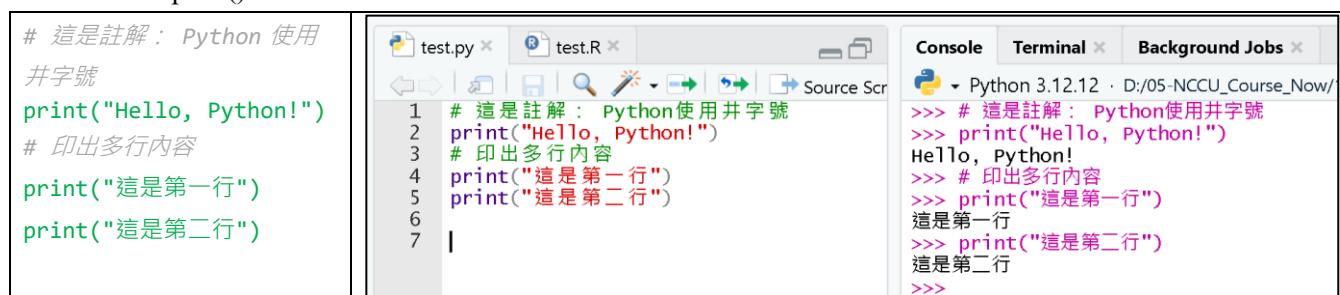 print()
# 這是註解： Python 使用
井字號
print("Hello, Python!")
# 印出多行內容
print("這是第一行")
print("這是第二行")
test.py ×
test.R ×
Source Scr
1 # 這是註解： Python使用井字號
2 print("Hello, Python!")
3 # 印出多行內容
4 print("這是第一行")
5 print("這是第二行")
6
7
Console Terminal × Background Jobs ×
Python 3.12.12 · D:/05-NCCU_Course_Now/
>>> # 這是註解： Python使用井字號
>>> print("Hello, Python!")
Hello, Python!
>>> # 印出多行內容
>>> print("這是第一行")
這是第一行
>>> print("這是第二行")
這是第二行
>>>